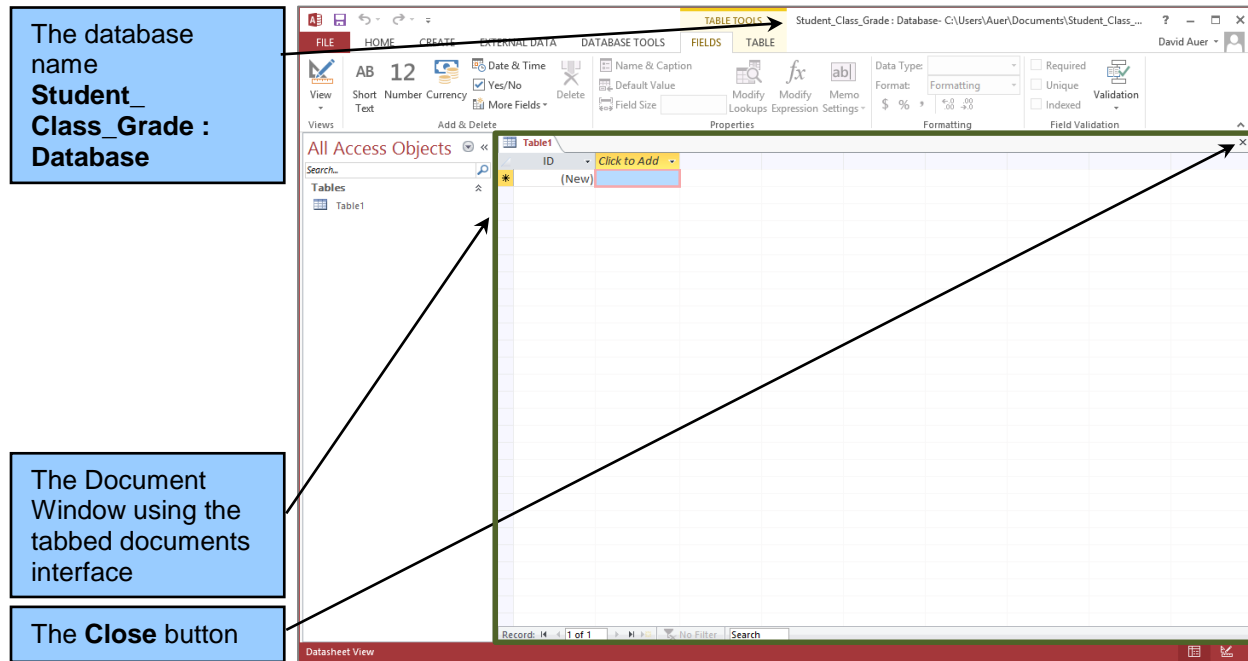 The database
name
Student_
Class_Grade :
Database
The Document
Window using the
tabbed documents
interface
The Close button
TABLE TOOLS
Student_Class_Grade : Database- C:\Users\Auer\Documents\Student_Class_...
?
FILE HOME CREATE EXTERNAL DATA DATABASE TOOLS FIELDS TABLE
David Auer
View
Views
AB
Short
Text
12
Number
Currency
Date & Time
Yes/No
More Fields
Delete
Add & Delete
Name & Caption
Default Value
Field Size
Modify
Lookups
fx
Modify
Expression
ab
Memo
Settings
Properties
Data Type:
Format: Formatting
$ % , .00 .00
Formatting
Required
Unique
Indexed
Validation
Field Validation
All Access Objects «
Search...
Tables
Table1
Table1
ID Click to Add
* (New)
Record: 1 of 1 No Filter Search
Datasheet View